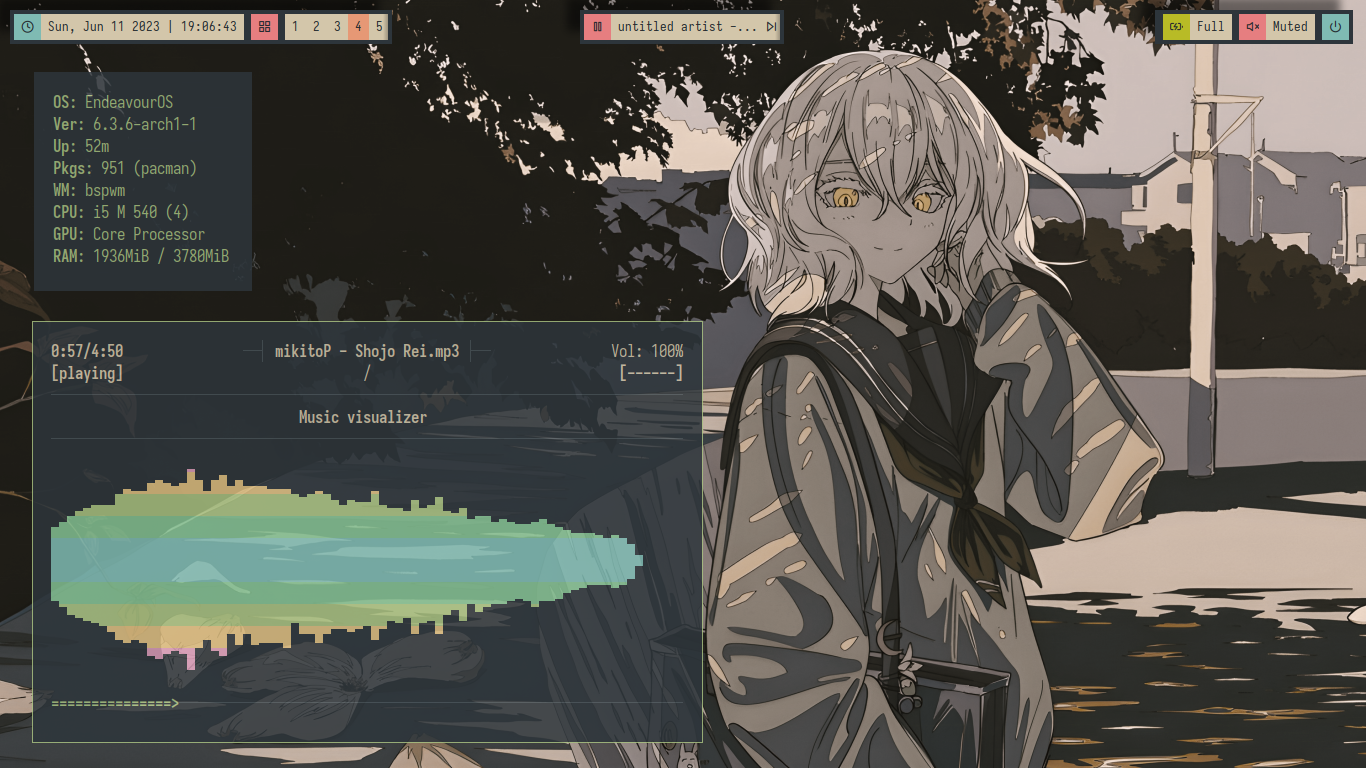 Sun, Jun 11 2023 | 19:06:43
1 2 3 4 5
untitled artist -...
Full
Muted
OS: EndeavourOS
Ver: 6.3.6-arch1-1
Up: 52m
Pkgs: 951 (pacman)
WM: bspwm
CPU: i5 M 540 (4)
GPU: Core Processor
RAM: 1936MiB / 3780MiB
0:57/4:50
mikitoP - Shojo Rei.mp3
Vol: 100%
[playing]
/
[------]
Music visualizer
===============>